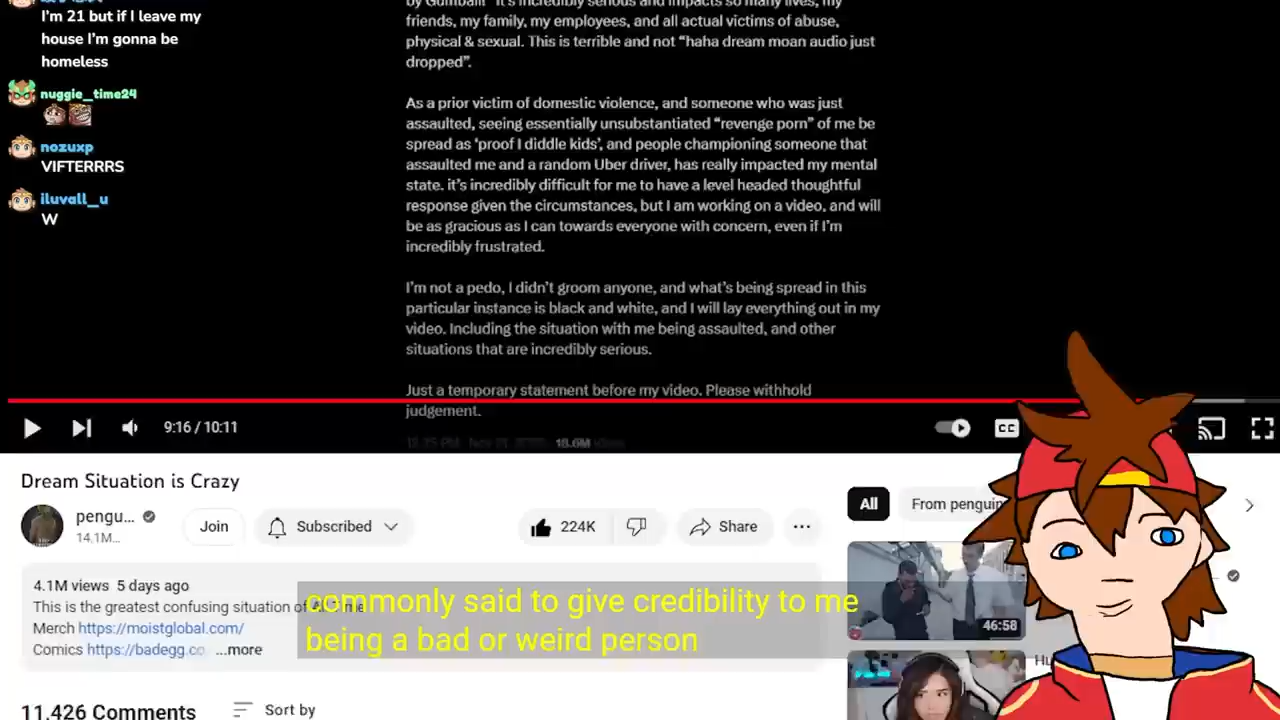 I'm 21 but if I leave my
house I'm gonna be
homeless
nuggie_time24
nozuxp
VIFTERRRS
iluvall_u
W
by Gumball! It's incredibly serious and impacts so many lives, my
friends, my family, my employees, and all actual victims of abuse,
physical & sexual. This is terrible and not “haha dream moan audio just
dropped”.
As a prior victim of domestic violence, and someone who was just
assaulted, seeing essentially unsubstantiated “revenge porn” of me be
spread as ‘proof I diddle kids’, and people championing someone that
assaulted me and a random Uber driver, has really impacted my mental
state. it's incredibly difficult for me to have a level headed thoughtful
response given the circumstances, but I am working on a video, and will
be as gracious as I can towards everyone with concern, even if I'm
incredibly frustrated.
I'm not a pedo, I didn't groom anyone, and what's being spread in this
particular instance is black and white, and I will lay everything out in my
video. Including the situation with me being assaulted, and other
situations that are incredibly serious.
Just a temporary statement before my video. Please withhold
judgement.
18.6M
9:16 / 10:11
CC
Dream Situation is Crazy
pengu...
14.1M...
Join
Subscribed
224K
Share
All
From penguin
4.1M views 5 days ago
This is the greatest confusing situation of All Time
Merch https://moistglobal.com/
Comics https://badegg.co ...more
commonly said to give credibility to me
being a bad or weird person
46:58
11,426 Comments
Sort by